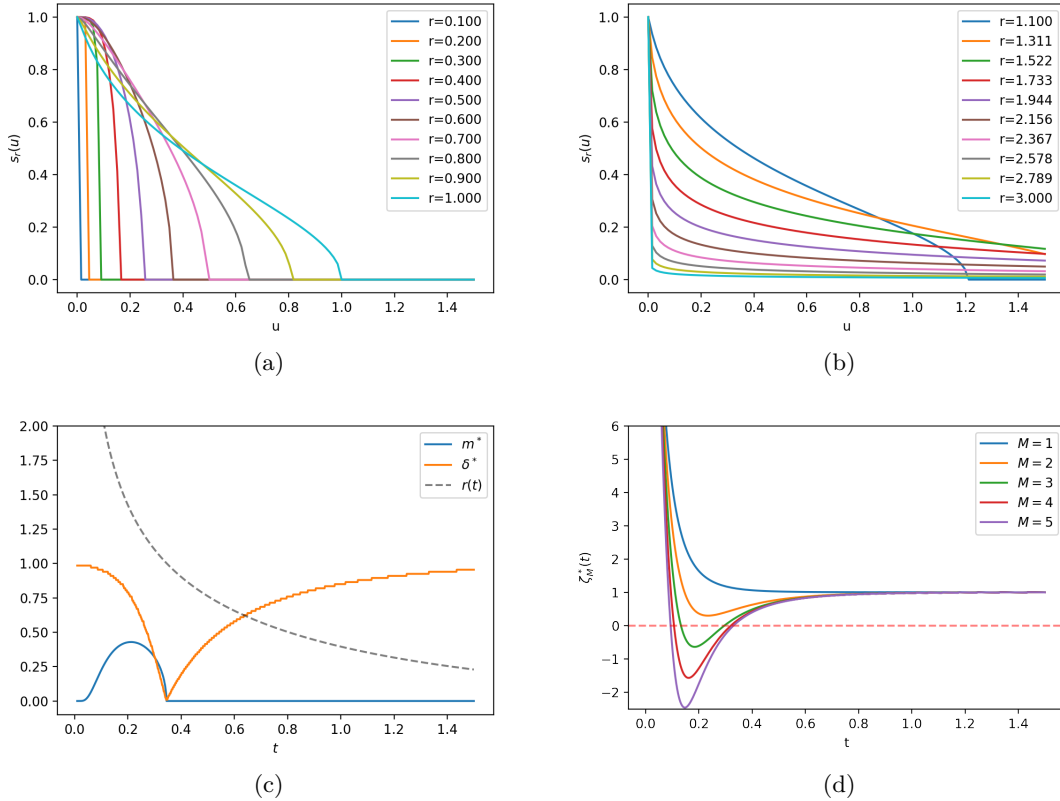 1.0
0.8
0.6
0.4
0.2
0.0
s_r(u)
0.0 0.2 0.4 0.6 0.8 1.0 1.2 1.4
u
r=0.100
r=0.200
r=0.300
r=0.400
r=0.500
r=0.600
r=0.700
r=0.800
r=0.900
r=1.000
(a)
1.0
0.8
0.6
0.4
0.2
0.0
s_r(u)
0.0 0.2 0.4 0.6 0.8 1.0 1.2 1.4
u
r=1.100
r=1.311
r=1.522
r=1.733
r=1.944
r=2.156
r=2.367
r=2.578
r=2.789
r=3.000
(b)
2.00
1.75
1.50
1.25
1.00
0.75
0.50
0.25
0.00
0.0 0.2 0.4 0.6 0.8 1.0 1.2 1.4
t
m*
δ*
r(t)
(c)
6
5
4
3
2
1
0
−1
−2
ζ*_M(t)
0.0 0.2 0.4 0.6 0.8 1.0 1.2 1.4
t
M = 1
M = 2
M = 3
M = 4
M = 5
(d)